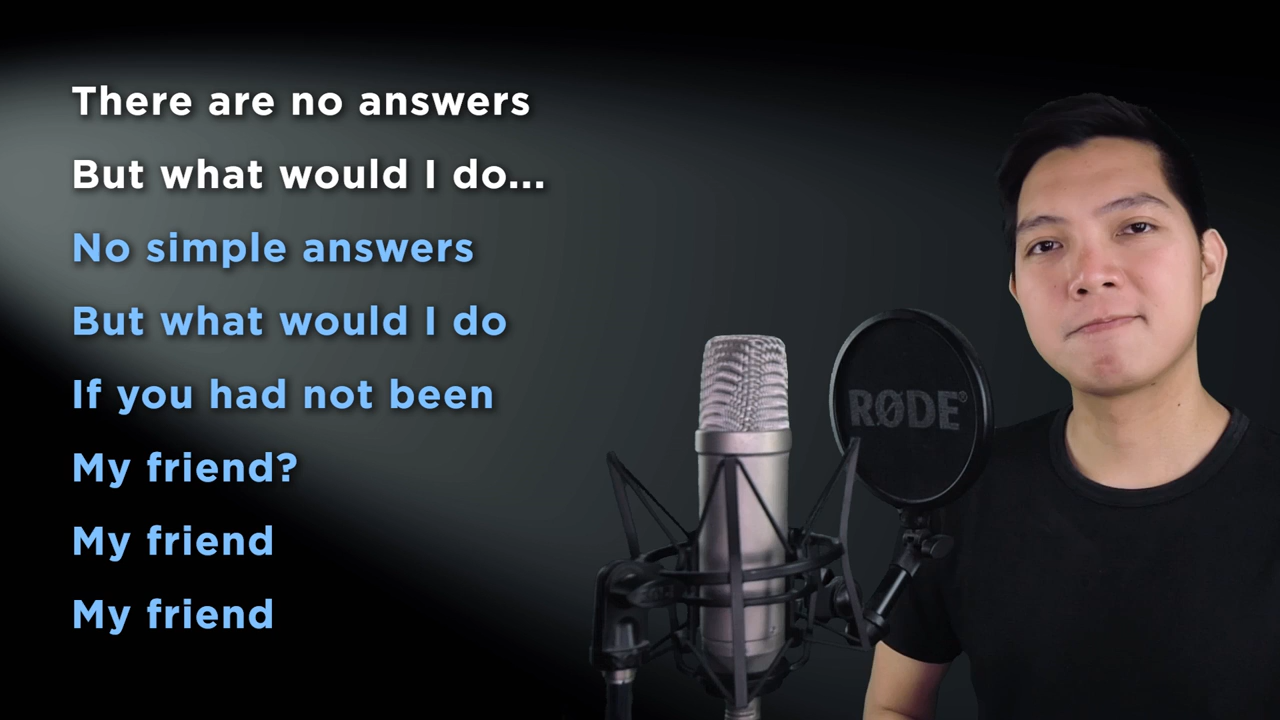 There are no answers
But what would I do...
No simple answers
But what would I do
If you had not been
My friend?
My friend
My friend
RØDE®